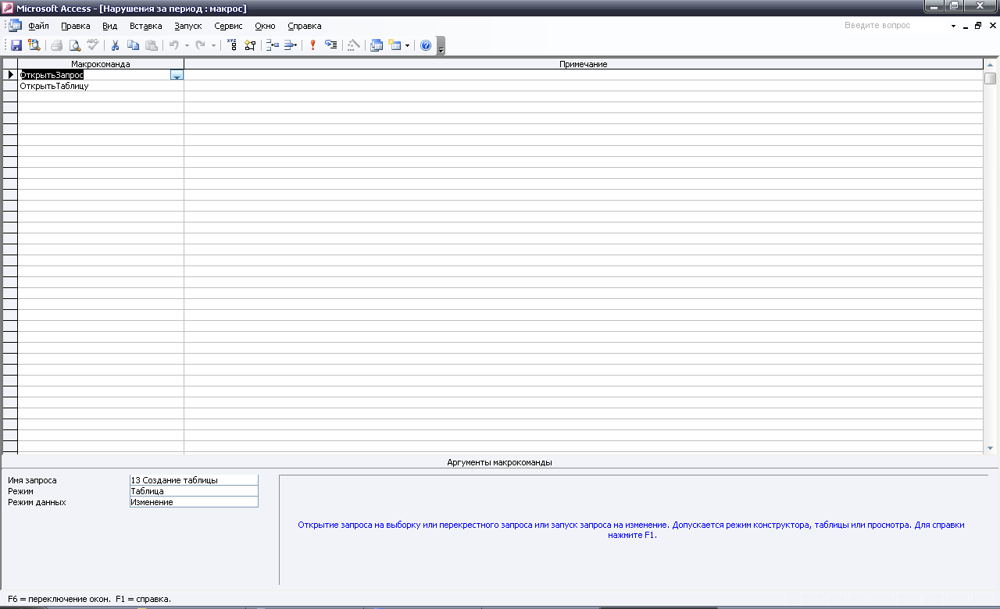 Microsoft Access - [Нарушения за период : макрос]
Файл Правка Вид Вставка Запуск Сервис Окно Справка Введите вопрос
Макрокоманда Примечание
ОткрытьЗапрос
ОткрытьТаблицу
Аргументы макрокоманды
Имя запроса 13 Создание таблицы
Режим Таблица
Режим данных Изменение
Открытие запроса на выборку или перекрестного запроса или запуск запроса на изменение. Допускается режим конструктора, таблицы или просмотра. Для справки
нажмите F1.
F6 = переключение окон. F1 = справка.